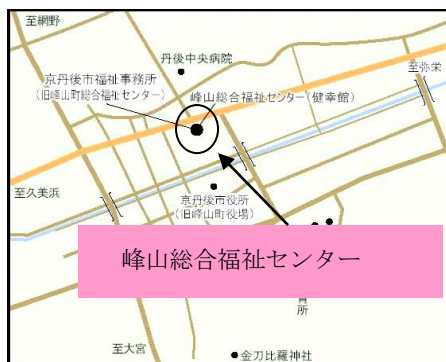 至網野
丹後中央病院
至弥栄
京丹後市福祉事務所
（旧峰山町総合福祉センター）
峰山総合福祉センター（健幸館）
至久美浜
京丹後市役所
（旧峰山町役場）
峰山総合福祉センター
育
所
至大宮
金刀比羅神社